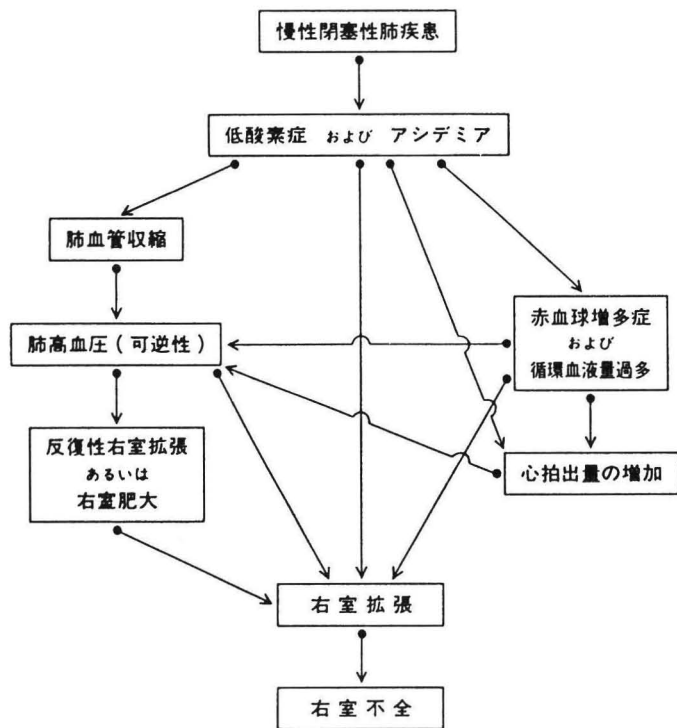 慢性閉塞性肺疾患
低酸素症 および アシデミア
肺血管収縮
肺高血圧(可逆性)
赤血球増多症
および
循環血液量過多
反復性右室拡張
あるいは
右室肥大
心拍出量の増加
右室拡張
右室不全